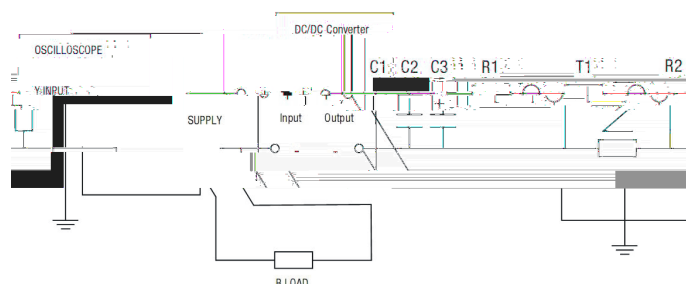 DC/DC Converter
OSCILLOSCOPE
C1 C2 C3 R1 T1 R2
Y INPUT
SUPPLY Input Output
R LOAD